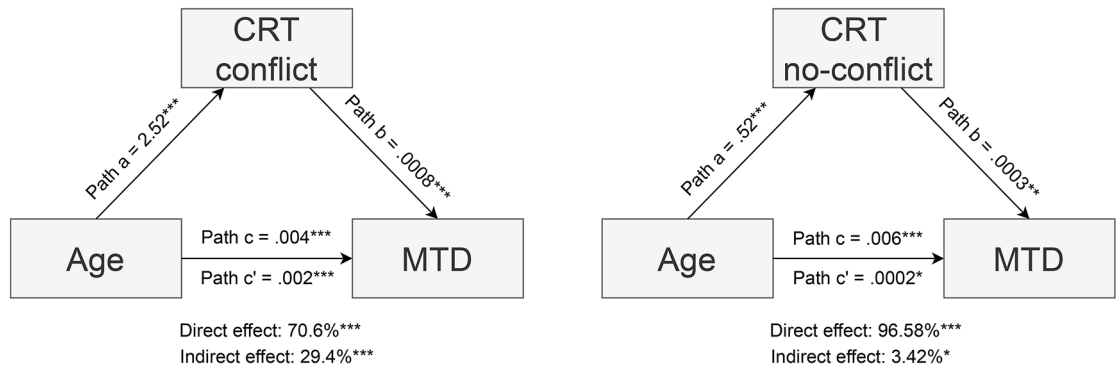 CRT
conflict
Path a = 2.52***
Path b = .0008***
Age
Path c = .004***
Path c' = .002***
MTD
Direct effect: 70.6%***
Indirect effect: 29.4%***
CRT
no-conflict
Path a = .52***
Path b = .0003**
Age
Path c = .006***
Path c' = .0002*
MTD
Direct effect: 96.58%***
Indirect effect: 3.42%*